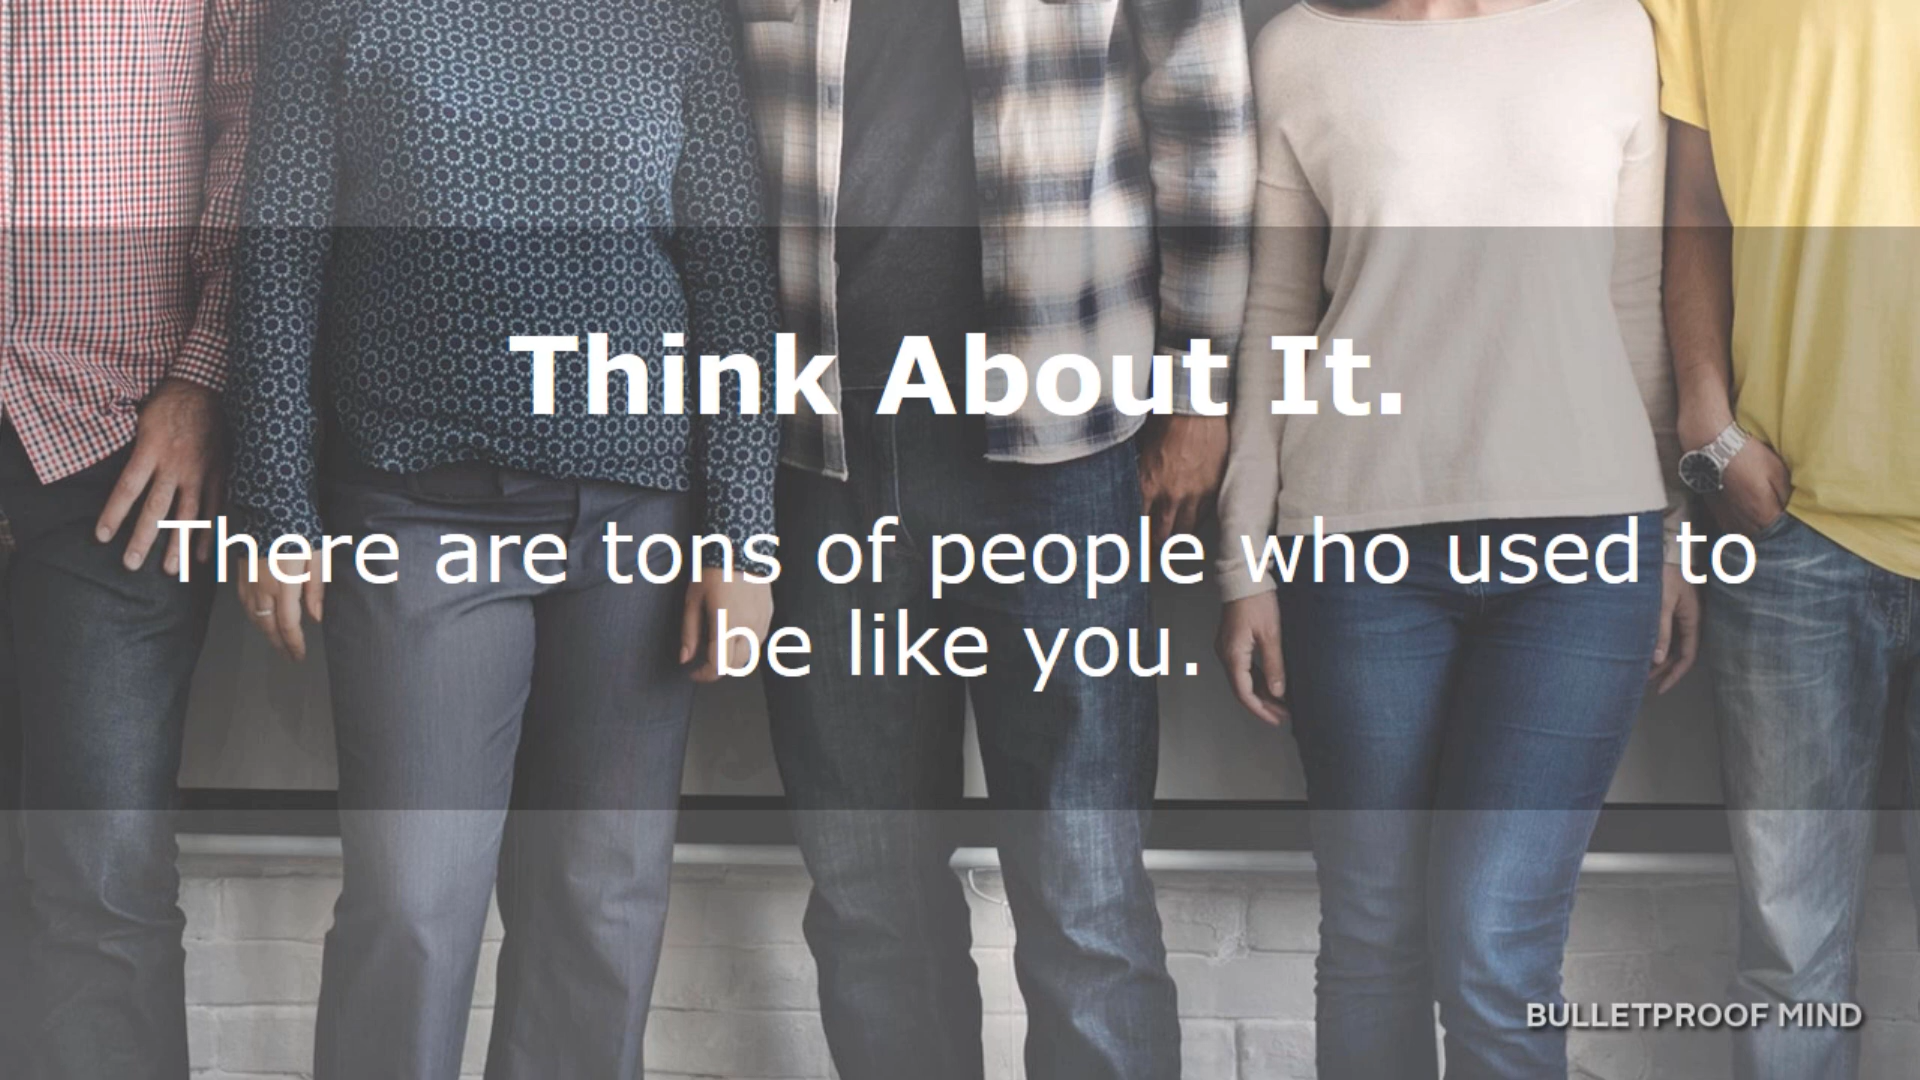 Think About It.
There are tons of people who used to
be like you.
BULLETPROOF MIND